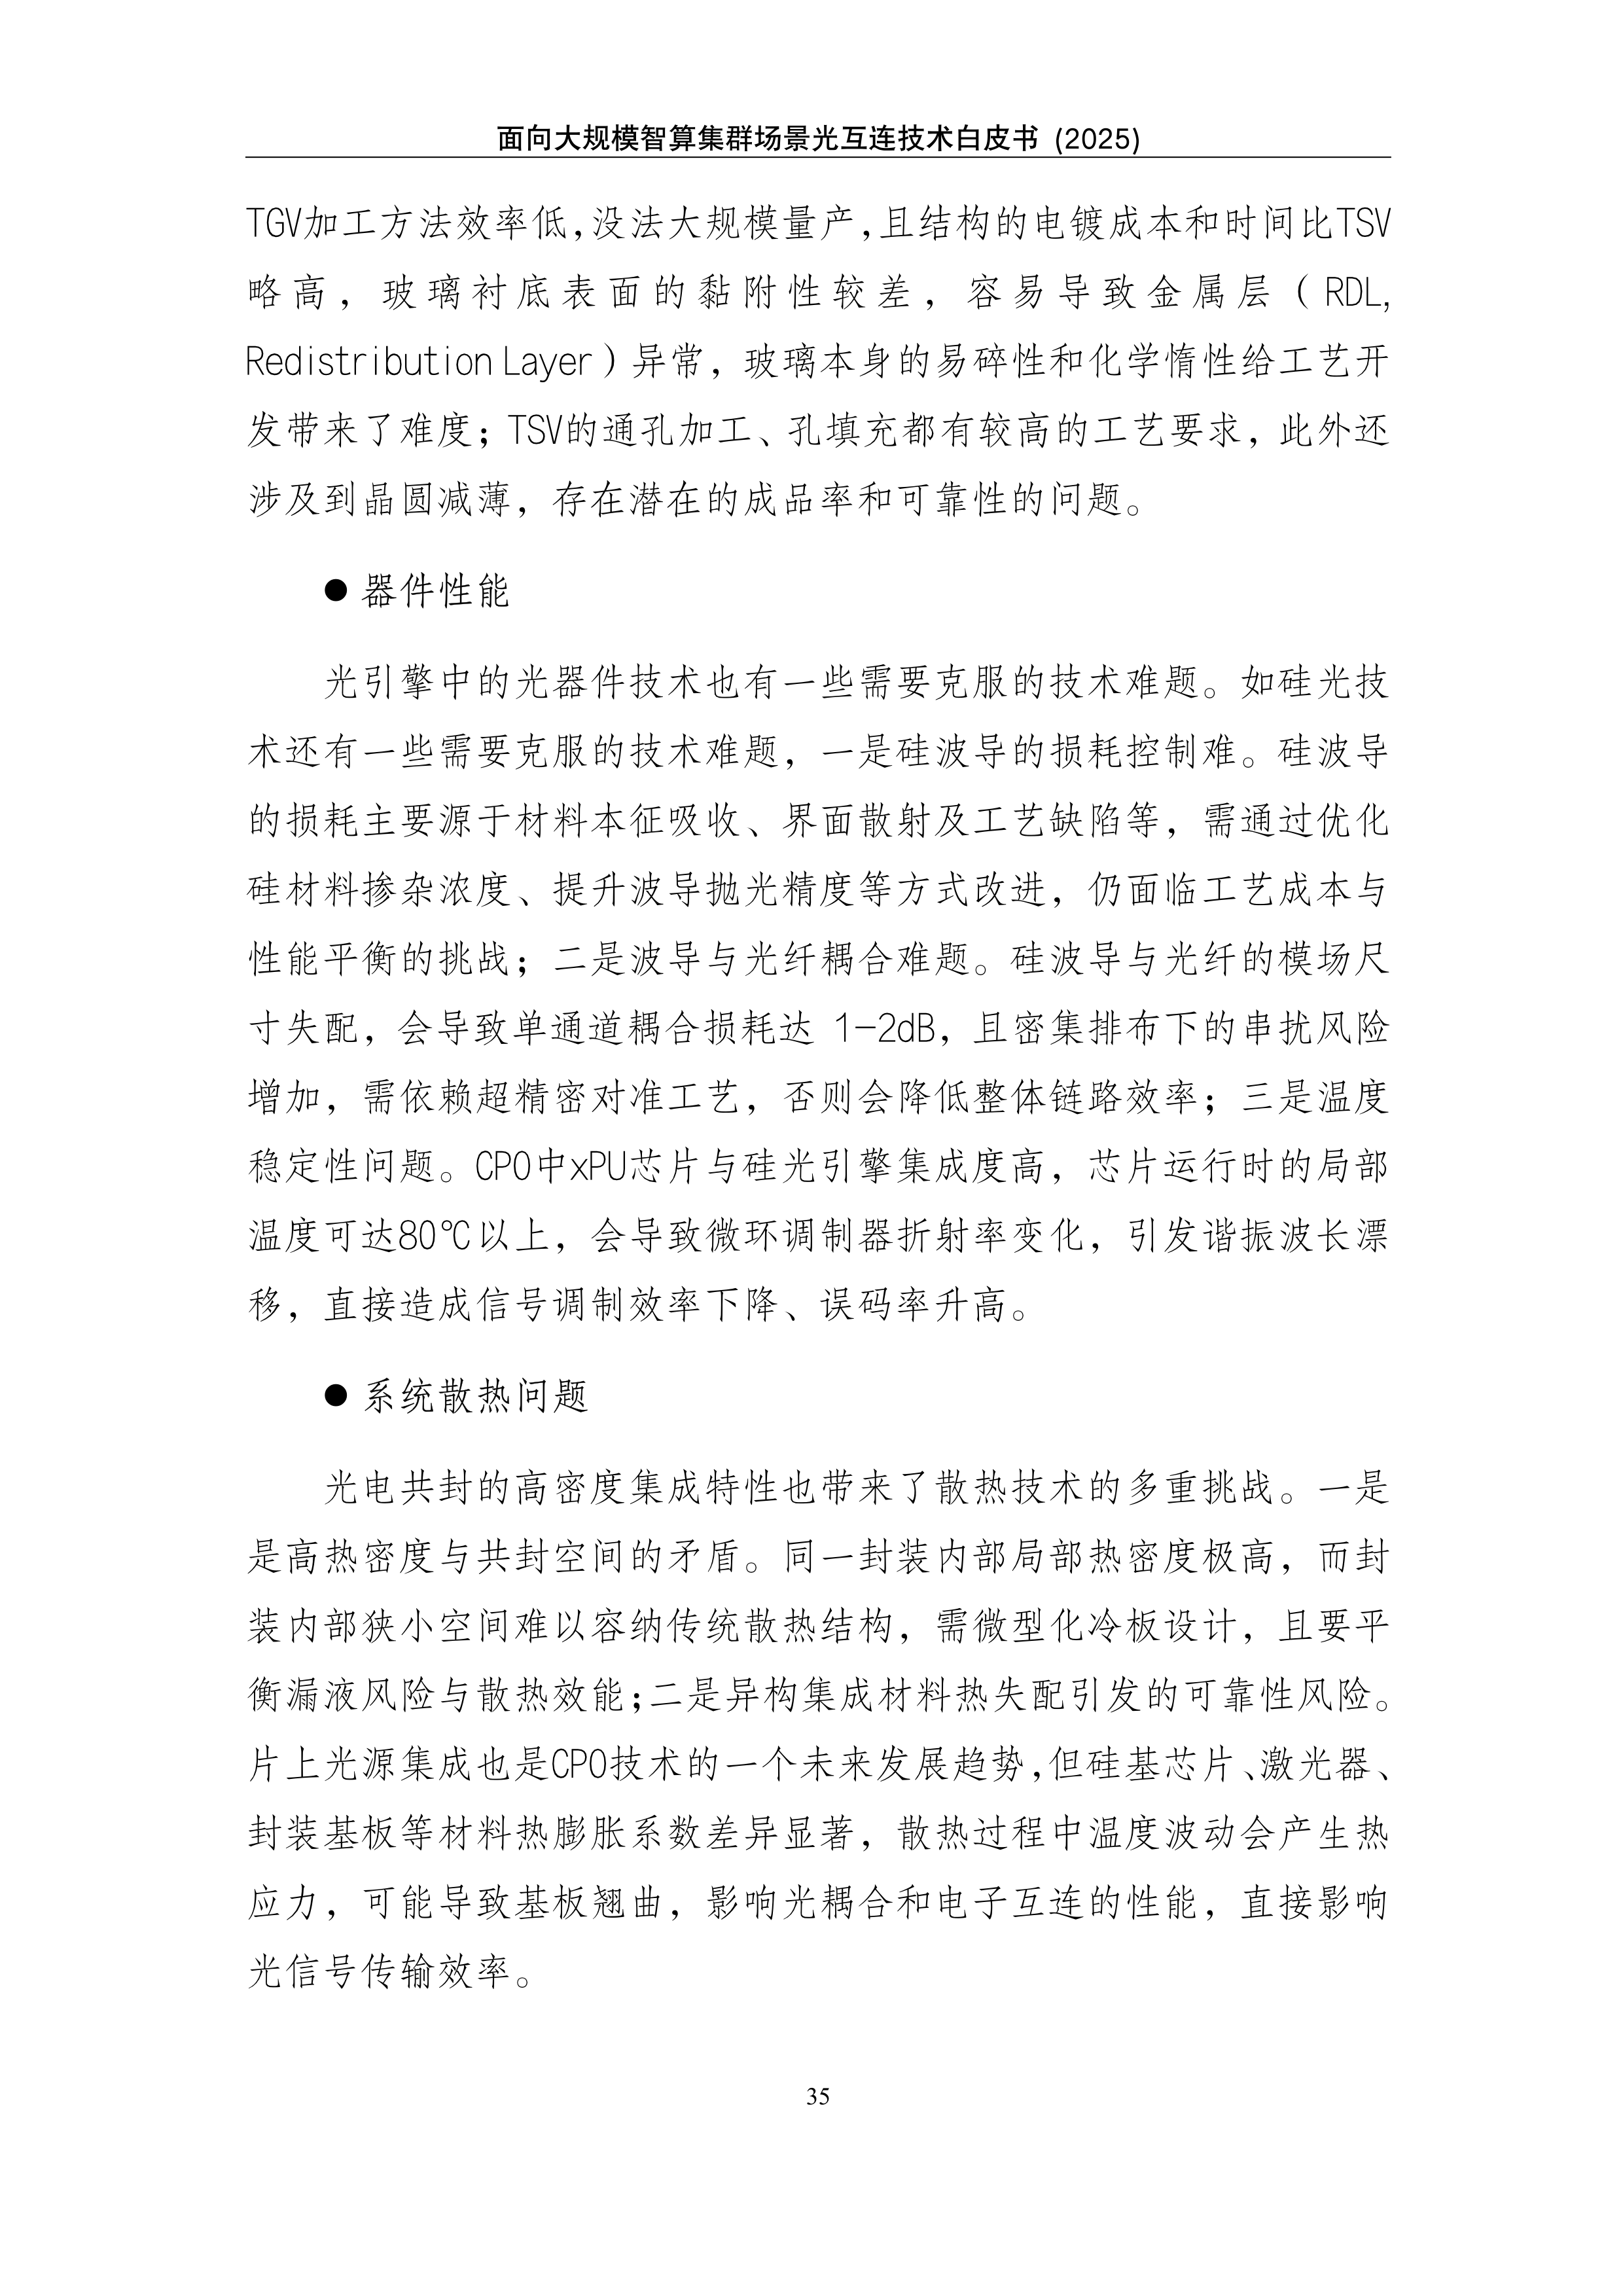 面向大规模智算集群场景光互连技术白皮书 (2025)
TGV加工方法效率低,没法大规模量产,且结构的电镀成本和时间比TSV
略高，玻璃衬底表面的黏附性较差，容易导致金属层（RDL,
Redistribution Layer）异常，玻璃本身的易碎性和化学惰性给工艺开
发带来了难度；TSV的通孔加工、孔填充都有较高的工艺要求，此外还
涉及到晶圆减薄，存在潜在的成品率和可靠性的问题。
● 器件性能
光引擎中的光器件技术也有一些需要克服的技术难题。如硅光技
术还有一些需要克服的技术难题，一是硅波导的损耗控制难。硅波导
的损耗主要源于材料本征吸收、界面散射及工艺缺陷等，需通过优化
硅材料掺杂浓度、提升波导抛光精度等方式改进，仍面临工艺成本与
性能平衡的挑战；二是波导与光纤耦合难题。硅波导与光纤的模场尺
寸失配，会导致单通道耦合损耗达 1-2dB，且密集排布下的串扰风险
增加，需依赖超精密对准工艺，否则会降低整体链路效率；三是温度
稳定性问题。CPO中xPU芯片与硅光引擎集成度高，芯片运行时的局部
温度可达80℃以上，会导致微环调制器折射率变化，引发谐振波长漂
移，直接造成信号调制效率下降、误码率升高。
● 系统散热问题
光电共封的高密度集成特性也带来了散热技术的多重挑战。一是
是高热密度与共封空间的矛盾。同一封装内部局部热密度极高，而封
装内部狭小空间难以容纳传统散热结构，需微型化冷板设计，且要平
衡漏液风险与散热效能;二是异构集成材料热失配引发的可靠性风险。
片上光源集成也是CPO技术的一个未来发展趋势,但硅基芯片、激光器、
封装基板等材料热膨胀系数差异显著，散热过程中温度波动会产生热
应力，可能导致基板翘曲，影响光耦合和电子互连的性能，直接影响
光信号传输效率。
35